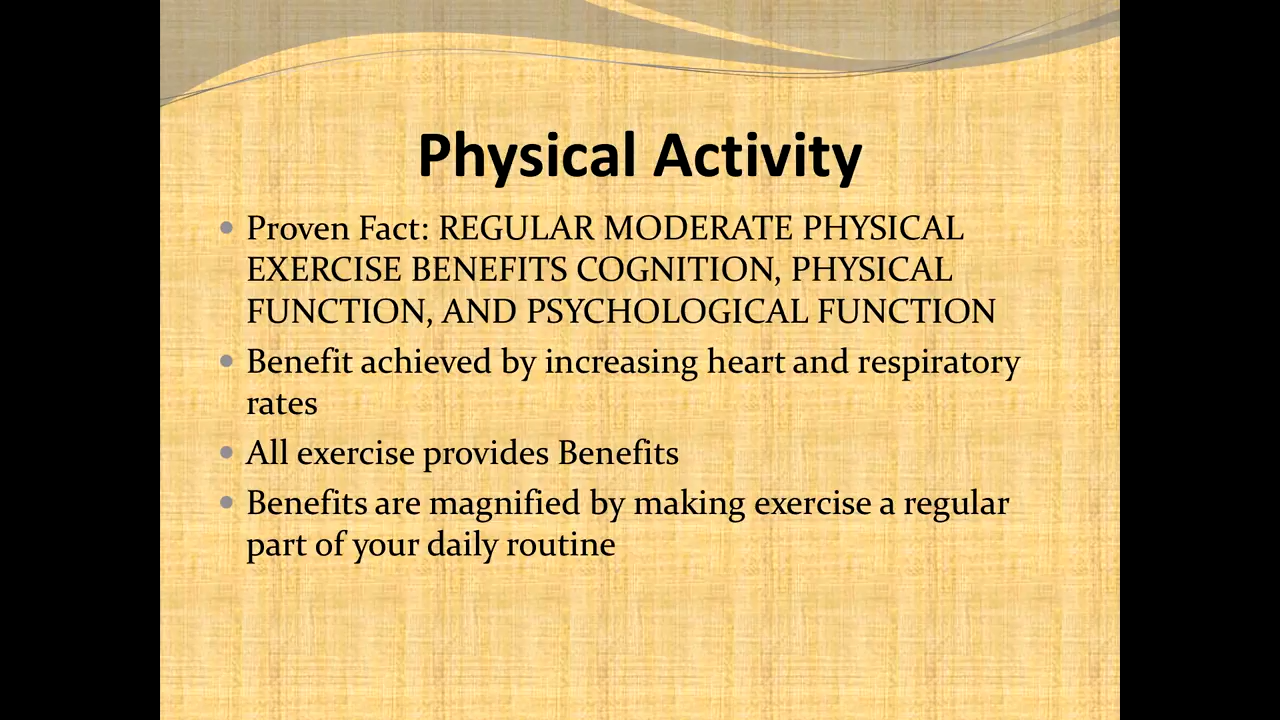 Physical Activity
Proven Fact: REGULAR MODERATE PHYSICAL
EXERCISE BENEFITS COGNITION, PHYSICAL
FUNCTION, AND PSYCHOLOGICAL FUNCTION
Benefit achieved by increasing heart and respiratory
rates
All exercise provides Benefits
Benefits are magnified by making exercise a regular
part of your daily routine